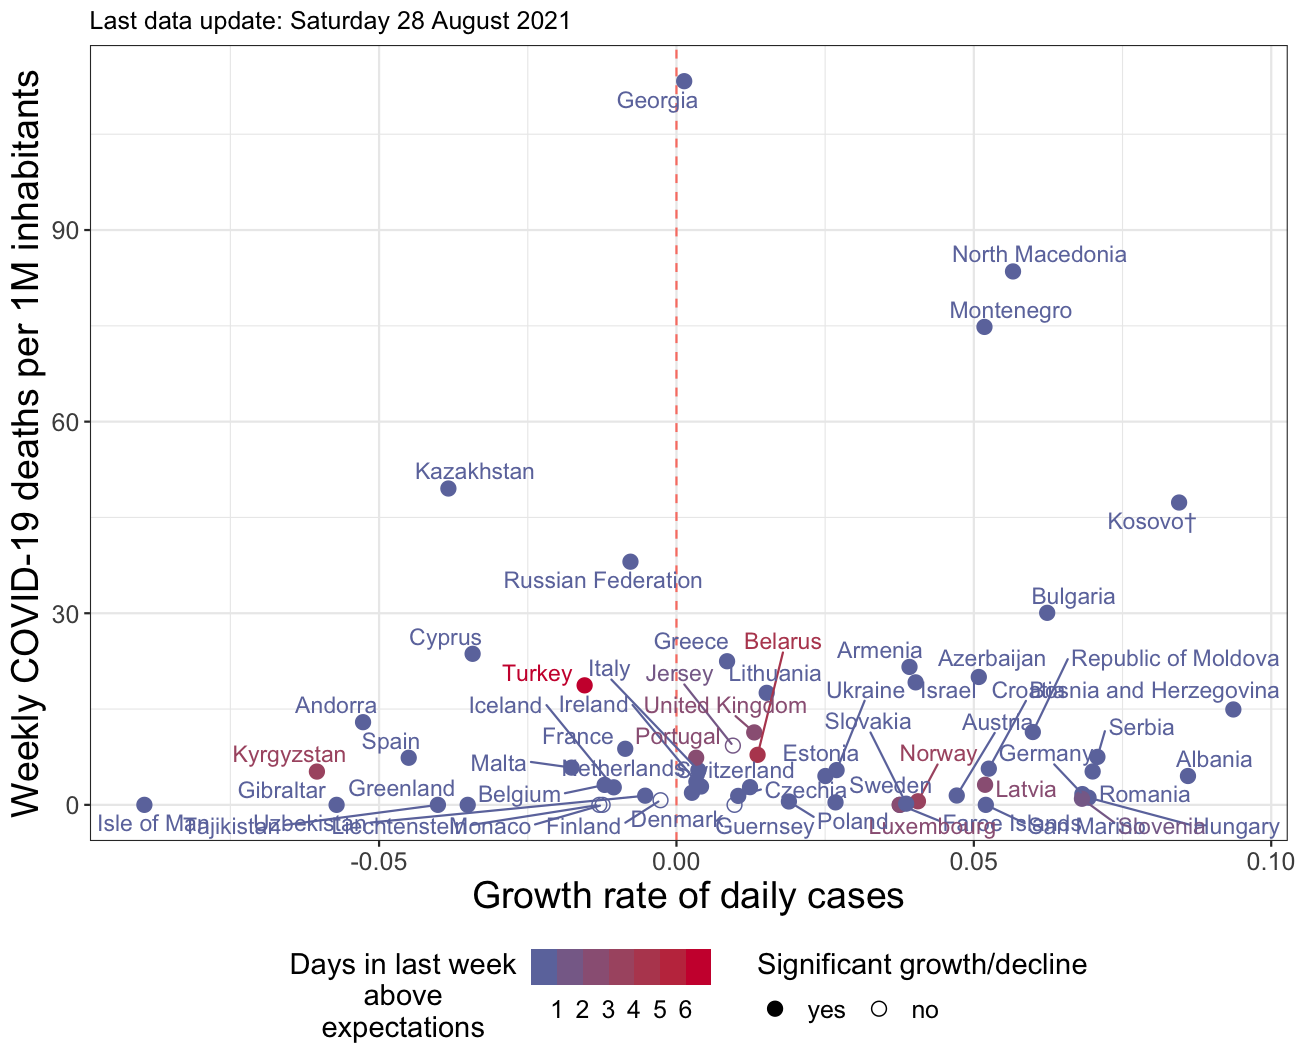 Last data update: Saturday 28 August 2021
Weekly COVID-19 deaths per 1M inhabitants
90
60
30
0
Georgia
North Macedonia
Montenegro
Kazakhstan
Kosovo†
Russian Federation
Bulgaria
Cyprus
Greece
Belarus
Armenia
Azerbaijan
Republic of Moldova
Turkey
Italy
Jersey
Lithuania
Ukraine
Israel
Croatia
Bosnia and Herzegovina
Andorra
Iceland
Ireland
United Kingdom
Slovakia
Austria
Serbia
Spain
France
Portugal
Kyrgyzstan
Malta
Netherlands
Switzerland
Estonia
Norway
Germany
Albania
Gibraltar
Greenland
Belgium
Czechia
Sweden
Latvia
Romania
Isle of Man
Tajikistan
Uzbekistan
Liechtenstein
Monaco
Finland
Denmark
Guernsey
Poland
Luxembourg
Faroe Islands
San Marino
Slovenia
Hungary
-0.05
0.00
0.05
0.10
Growth rate of daily cases
Days in last week
above
expectations
1 2 3 4 5 6
Significant growth/decline
yes
no